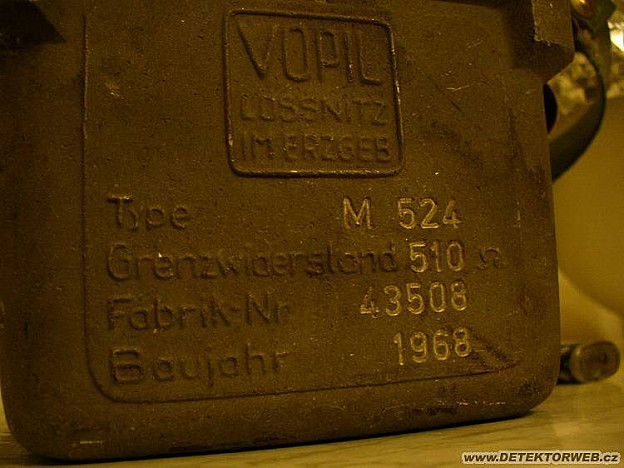 VOPIL
LÖSSNITZ
IM ERZGEB
Type M 524
Grenzwiderstand 510 Ω
Fabrik-Nr 43508
Baujahr 1968
www.DETEKTORWEB.cz